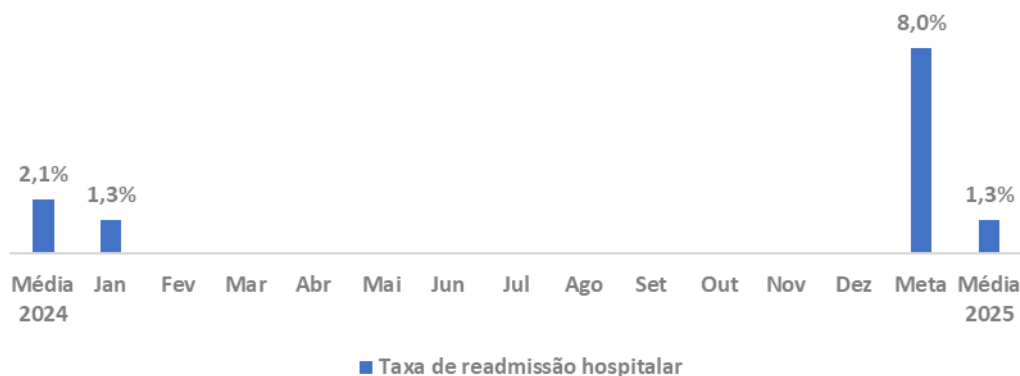 8,0%
2,1%
1,3%
1,3%
Média 2024
Jan
Fev
Mar
Abr
Mai
Jun
Jul
Ago
Set
Out
Nov
Dez
Meta
Média 2025
Taxa de readmissão hospitalar